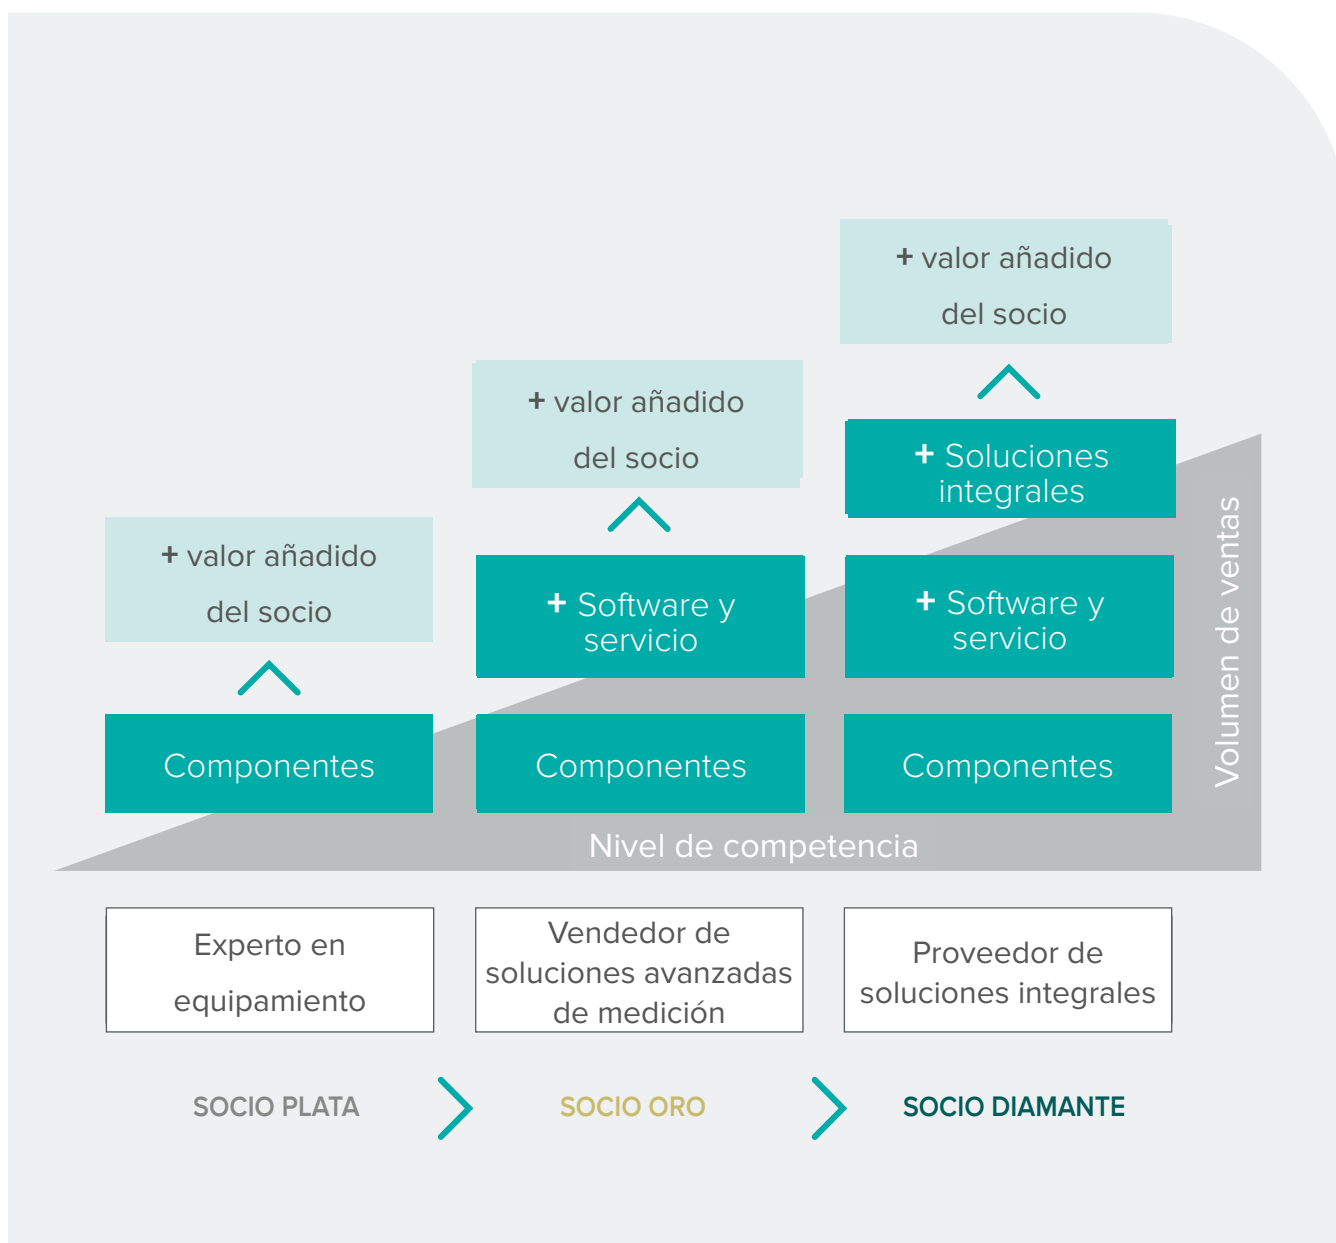 + valor añadido
del socio
+ valor añadido
del socio
+ Soluciones
integrales
+ valor añadido
del socio
+ Software y
servicio
+ Software y
servicio
Componentes
Componentes
Componentes
Volumen de ventas
Nivel de competencia
Experto en
equipamiento
Vendedor de
soluciones avanzadas
de medición
Proveedor de
soluciones integrales
SOCIO PLATA
SOCIO ORO
SOCIO DIAMANTE